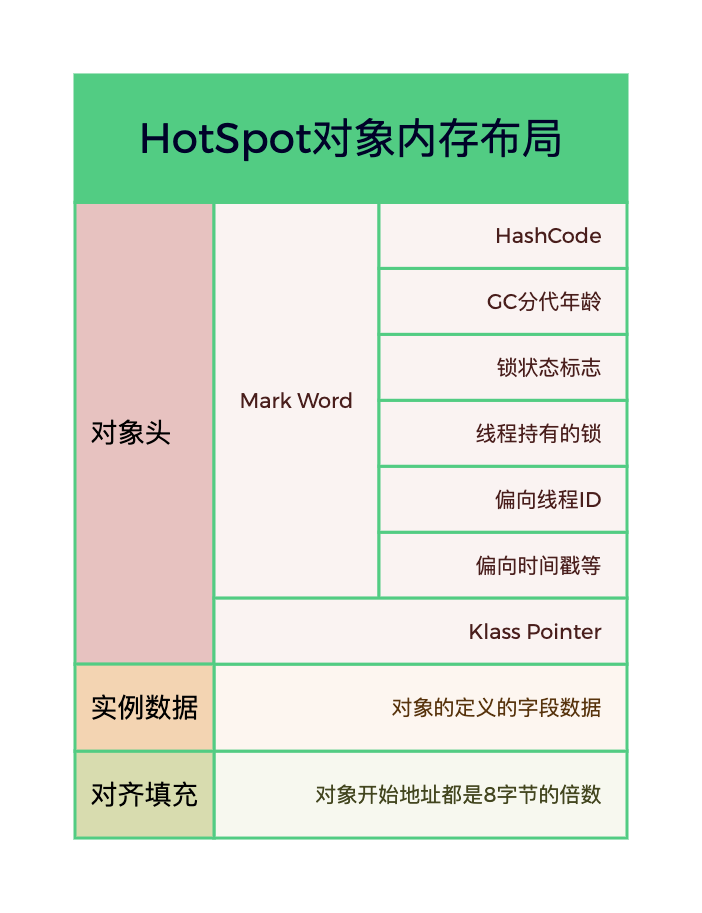 HotSpot对象内存布局
对象头
Mark Word
HashCode
GC分代年龄
锁状态标志
线程持有的锁
偏向线程ID
偏向时间戳等
Klass Pointer
实例数据
对象的定义的字段数据
对齐填充
对象开始地址都是8字节的倍数